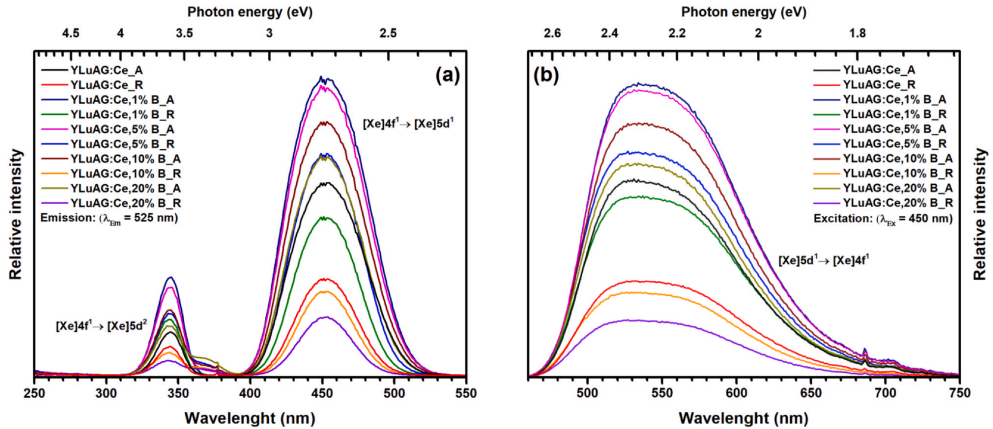 Photon energy (eV)
4.5 4 3.5 3 2.5
YLuAG:Ce_A
YLuAG:Ce_R
YLuAG:Ce,1% B_A
YLuAG:Ce,1% B_R
YLuAG:Ce,5% B_A
YLuAG:Ce,5% B_R
YLuAG:Ce,10% B_A
YLuAG:Ce,10% B_R
YLuAG:Ce,20% B_A
YLuAG:Ce,20% B_R
Emission: (λEm = 525 nm)
(a)
[Xe]4f¹→ [Xe]5d¹
[Xe]4f¹→ [Xe]5d²
Relative intensity
250 300 350 400 450 500 550
Wavelenght (nm)
Photon energy (eV)
2.6 2.4 2.2 2 1.8
(b)
YLuAG:Ce_A
YLuAG:Ce_R
YLuAG:Ce,1% B_A
YLuAG:Ce,1% B_R
YLuAG:Ce,5% B_A
YLuAG:Ce,5% B_R
YLuAG:Ce,10% B_A
YLuAG:Ce,10% B_R
YLuAG:Ce,20% B_A
YLuAG:Ce,20% B_R
Excitation: (λEx = 450 nm)
[Xe]5d¹→ [Xe]4f¹
Relative intensity
500 550 600 650 700 750
Wavelenght (nm)